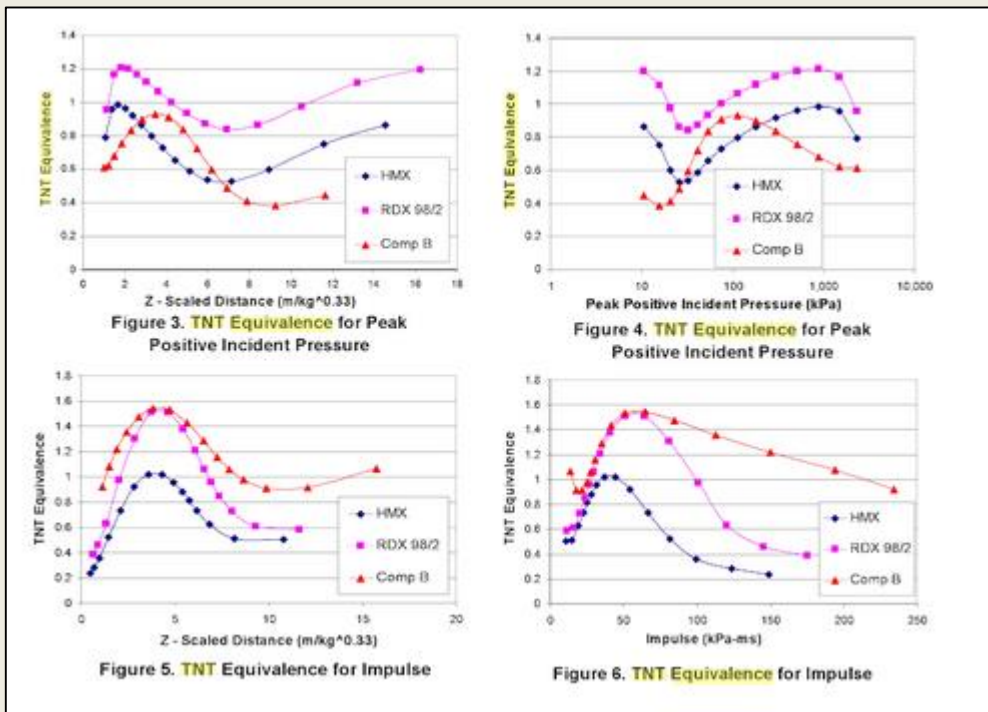 1.4
1.2
1
0.8
0.6
0.4
0.2
0
TNT Equivalence
0 2 4 6 8 10 12 14 16 18
Z - Scaled Distance (m/kg^0.33)
HMX
RDX 98/2
Comp B
Figure 3. TNT Equivalence for Peak
Positive Incident Pressure
1.4
1.2
1
0.8
0.6
0.4
0.2
0
TNT Equivalence
1 10 100 1,000 10,000
Peak Positive Incident Pressure (kPa)
HMX
RDX 98/2
Comp B
Figure 4. TNT Equivalence for Peak
Positive Incident Pressure
1.8
1.6
1.4
1.2
1
0.8
0.6
0.4
0.2
0
TNT Equivalence
0 5 10 15 20
Z - Scaled Distance (m/kg^0.33)
HMX
RDX 98/2
Comp B
Figure 5. TNT Equivalence for Impulse
1.8
1.6
1.4
1.2
1
0.8
0.6
0.4
0.2
0
TNT Equivalence
0 50 100 150 200 250
Impulse (kPa-ms)
HMX
RDX 98/2
Comp B
Figure 6. TNT Equivalence for Impulse